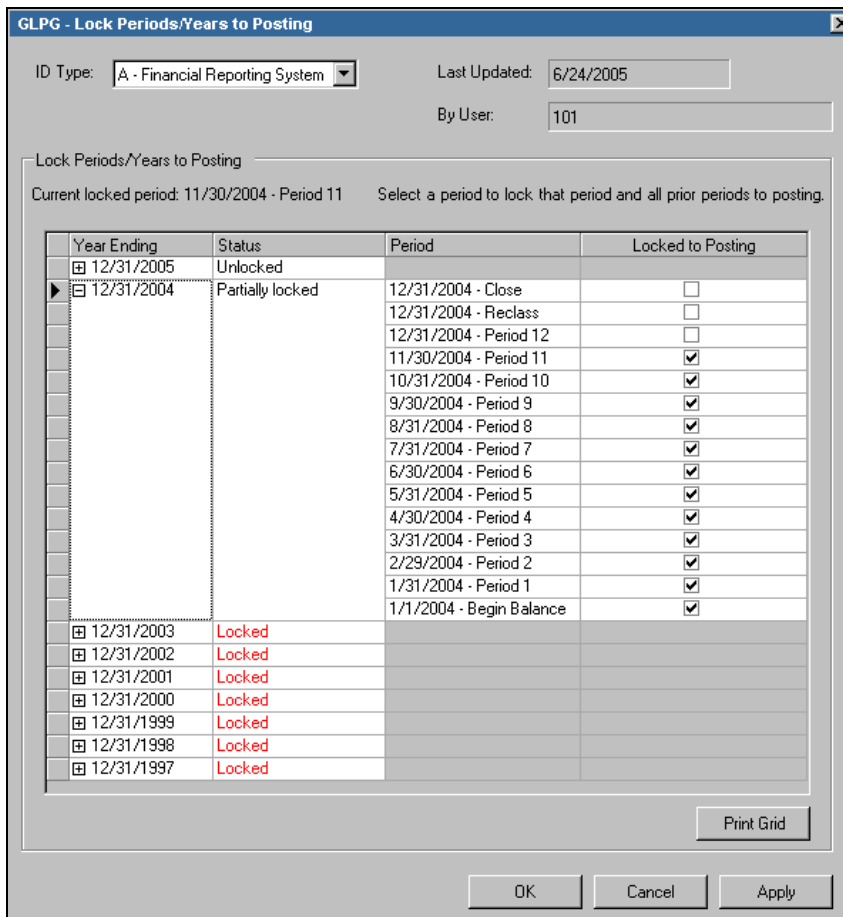 GLPG - Lock Periods/Years to Posting
ID Type: A - Financial Reporting System Last Updated: 6/24/2005
By User: 101
Lock Periods/Years to Posting
Current locked period: 11/30/2004 - Period 11 Select a period to lock that period and all prior periods to posting.
Year Ending Status Period Locked to Posting
12/31/2005 Unlocked
12/31/2004 Partially locked 12/31/2004 - Close
12/31/2004 - Reclass
12/31/2004 - Period 12
11/30/2004 - Period 11
10/31/2004 - Period 10
9/30/2004 - Period 9
8/31/2004 - Period 8
7/31/2004 - Period 7
6/30/2004 - Period 6
5/31/2004 - Period 5
4/30/2004 - Period 4
3/31/2004 - Period 3
2/29/2004 - Period 2
1/31/2004 - Period 1
1/1/2004 - Begin Balance
12/31/2003 Locked
12/31/2002 Locked
12/31/2001 Locked
12/31/2000 Locked
12/31/1999 Locked
12/31/1998 Locked
12/31/1997 Locked
Print Grid
OK Cancel Apply